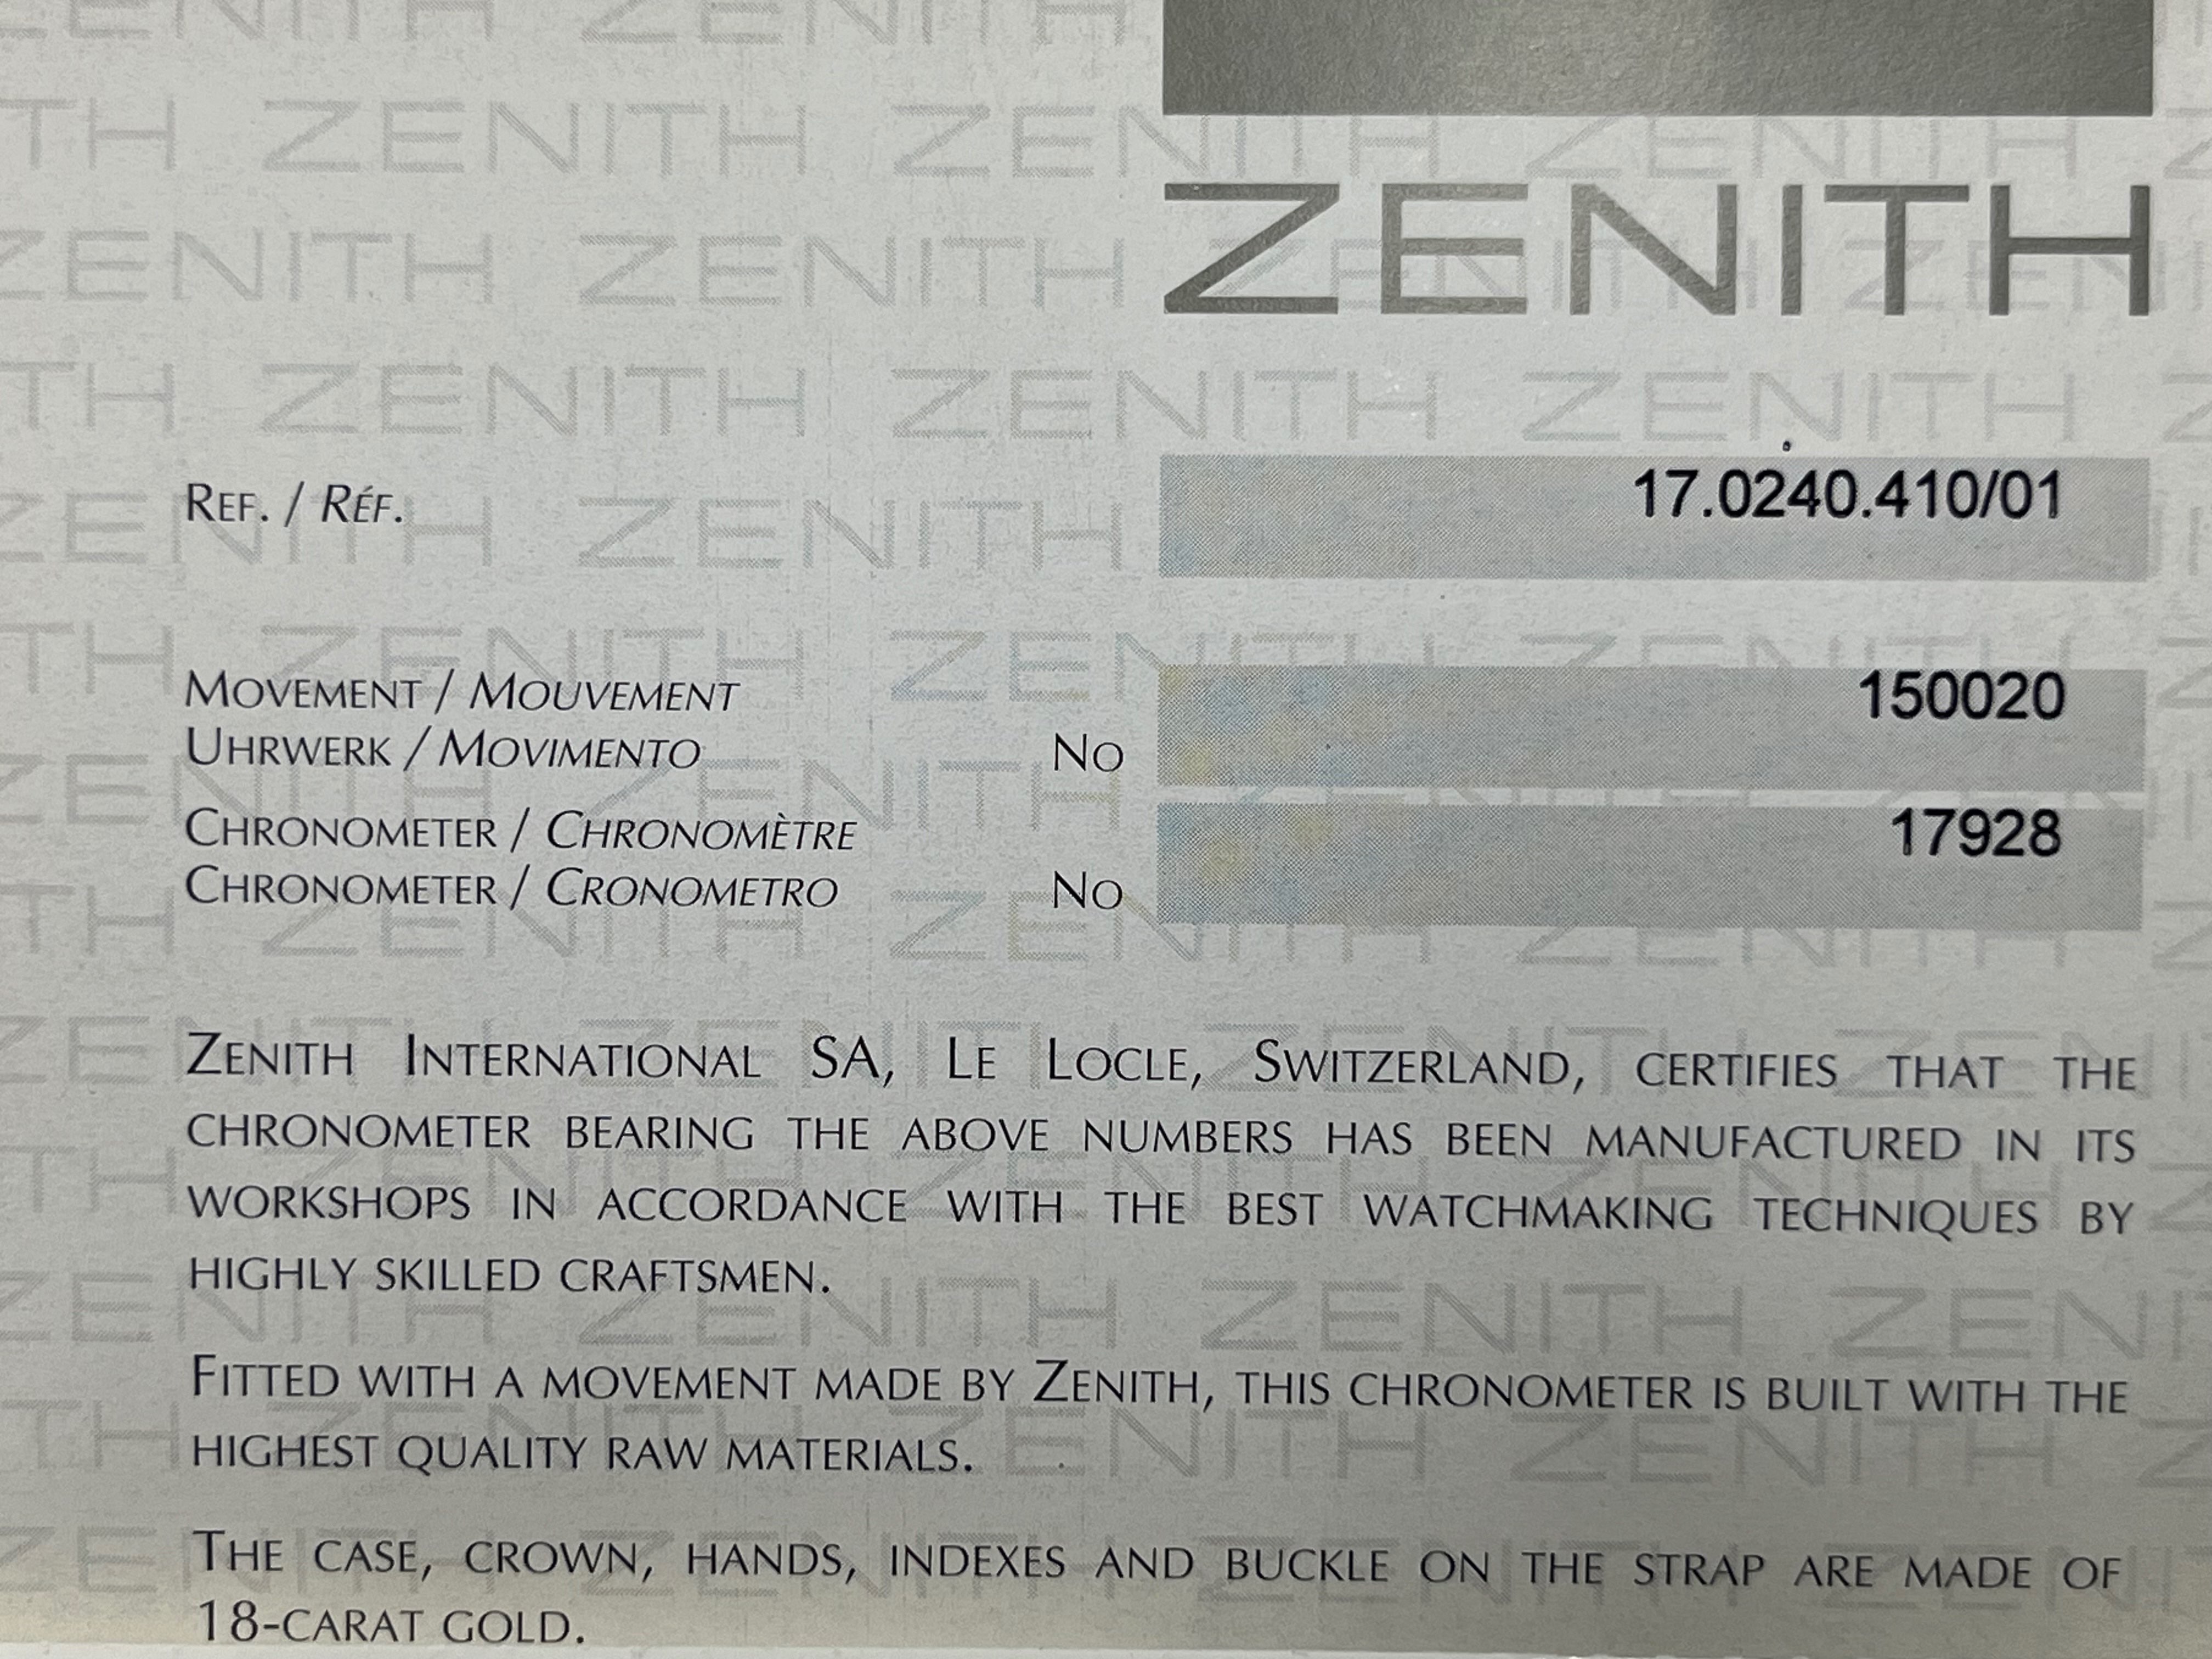 ZENITH
REF. / RÉF.
17.0240.410/01
MOVEMENT / MOUVEMENT
150020
UHRWERK / MOVIMENTO No
CHRONOMETER / CHRONOMÈTRE
17928
CHRONOMETER / CRONOMETRO No
ZENITH INTERNATIONAL SA, LE LOCLE, SWITZERLAND, CERTIFIES THAT THE
CHRONOMETER BEARING THE ABOVE NUMBERS HAS BEEN MANUFACTURED IN ITS
WORKSHOPS IN ACCORDANCE WITH THE BEST WATCHMAKING TECHNIQUES BY
HIGHLY SKILLED CRAFTSMEN.
FITTED WITH A MOVEMENT MADE BY ZENITH, THIS CHRONOMETER IS BUILT WITH THE
HIGHEST QUALITY RAW MATERIALS.
THE CASE, CROWN, HANDS, INDEXES AND BUCKLE ON THE STRAP ARE MADE OF
18-CARAT GOLD.